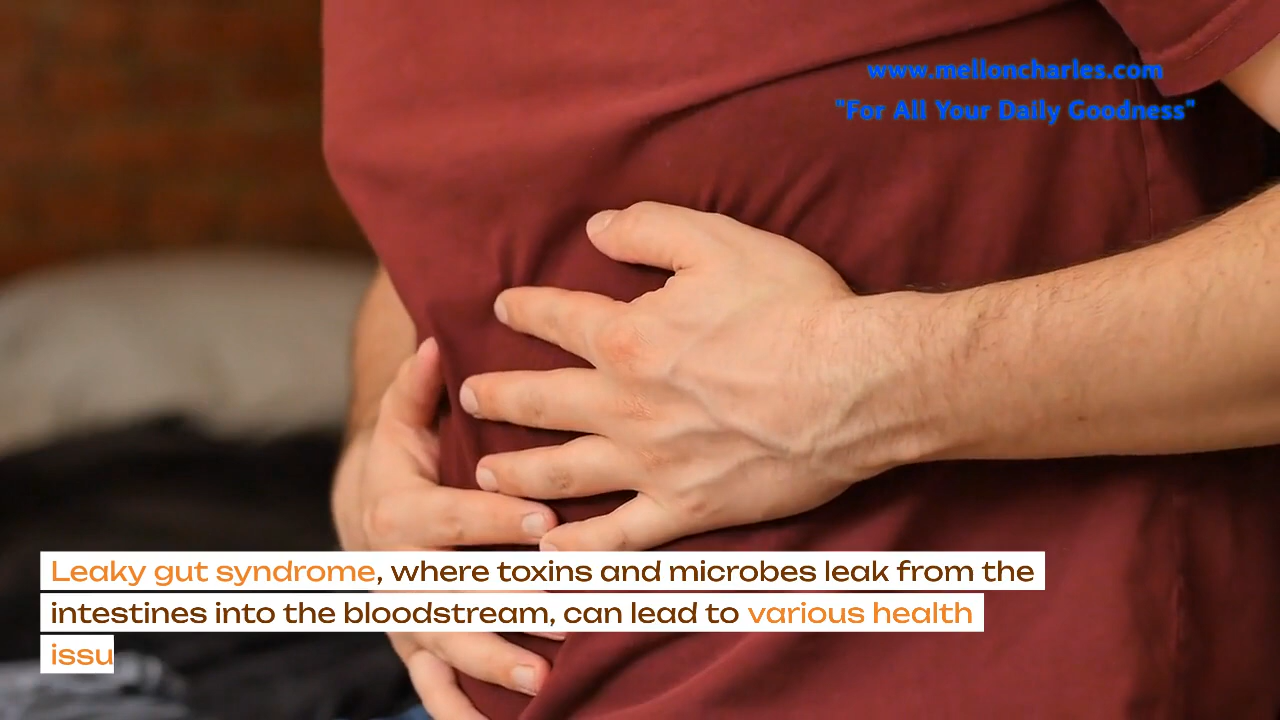 www.melloncharles.com
"For All Your Daily Goodness"
Leaky gut syndrome, where toxins and microbes leak from the
intestines into the bloodstream, can lead to various health
issu